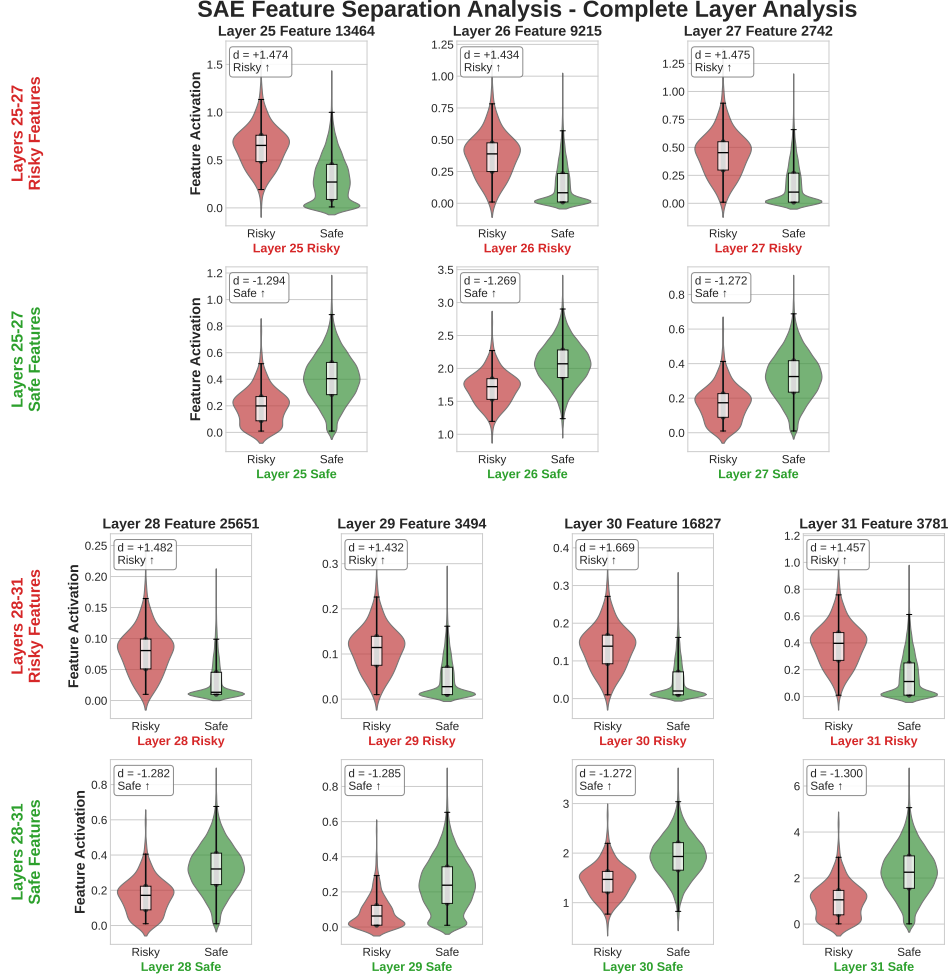 SAE Feature Separation Analysis - Complete Layer Analysis
Layers 25-27
Risky Features
Layer 25 Feature 13464
Feature Activation
1.5
1.0
0.5
0.0
d = +1.474
Risky ↑
Risky Safe
Layer 25 Risky
Layer 26 Feature 9215
1.25
1.00
0.75
0.50
0.25
0.00
d = +1.434
Risky ↑
Risky Safe
Layer 26 Risky
Layer 27 Feature 2742
1.25
1.00
0.75
0.50
0.25
0.00
d = +1.475
Risky ↑
Risky Safe
Layer 27 Risky
Layers 25-27
Safe Features
Feature Activation
1.2
1.0
0.8
0.6
0.4
0.2
0.0
d = -1.294
Safe ↑
Risky Safe
Layer 25 Safe
3.5
3.0
2.5
2.0
1.5
1.0
d = -1.269
Safe ↑
Risky Safe
Layer 26 Safe
0.8
0.6
0.4
0.2
0.0
d = -1.272
Safe ↑
Risky Safe
Layer 27 Safe
Layers 28-31
Risky Features
Layer 28 Feature 25651
Feature Activation
0.25
0.20
0.15
0.10
0.05
0.00
d = +1.482
Risky ↑
Risky Safe
Layer 28 Risky
Layer 29 Feature 3494
0.3
0.2
0.1
0.0
d = +1.432
Risky ↑
Risky Safe
Layer 29 Risky
Layer 30 Feature 16827
0.4
0.3
0.2
0.1
0.0
d = +1.669
Risky ↑
Risky Safe
Layer 30 Risky
Layer 31 Feature 3781
1.2
1.0
0.8
0.6
0.4
0.2
0.0
d = +1.457
Risky ↑
Risky Safe
Layer 31 Risky
Layers 28-31
Safe Features
Feature Activation
0.8
0.6
0.4
0.2
0.0
d = -1.282
Safe ↑
Risky Safe
Layer 28 Safe
0.8
0.6
0.4
0.2
0.0
d = -1.285
Safe ↑
Risky Safe
Layer 29 Safe
3
2
1
d = -1.272
Safe ↑
Risky Safe
Layer 30 Safe
6
4
2
0
d = -1.300
Safe ↑
Risky Safe
Layer 31 Safe